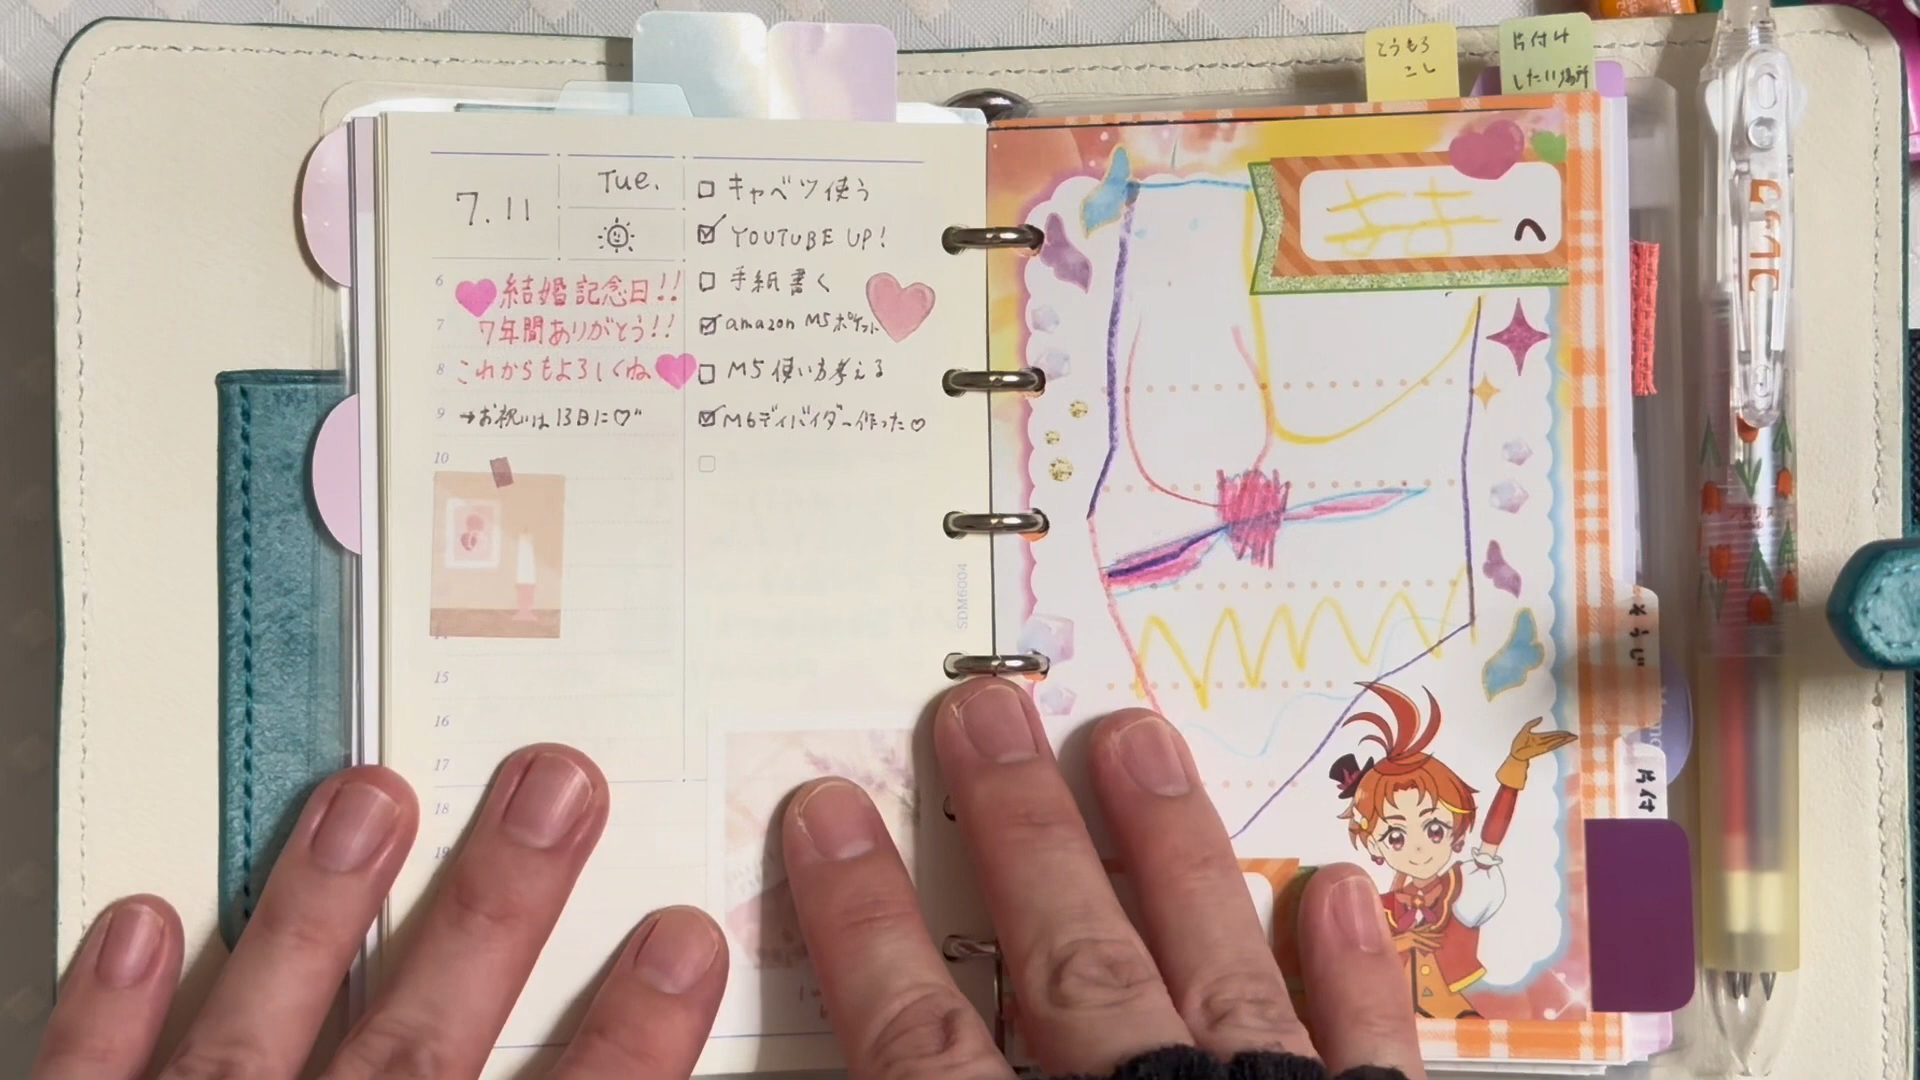 とうもろ
こし
片付け
したい場所
7.11
Tue.
6
7
8
9
10
15
16
17
18
19
結婚記念日!!
7年間ありがとう!!
これからもよろしくね
→お祝いは13日に♡"
キャベツ使う
YOUTUBE UP!
手紙書く
amazon M5ポケット
M5使い方考える
M6ディバイダー作った♡
SDM6004
へ
そうじ